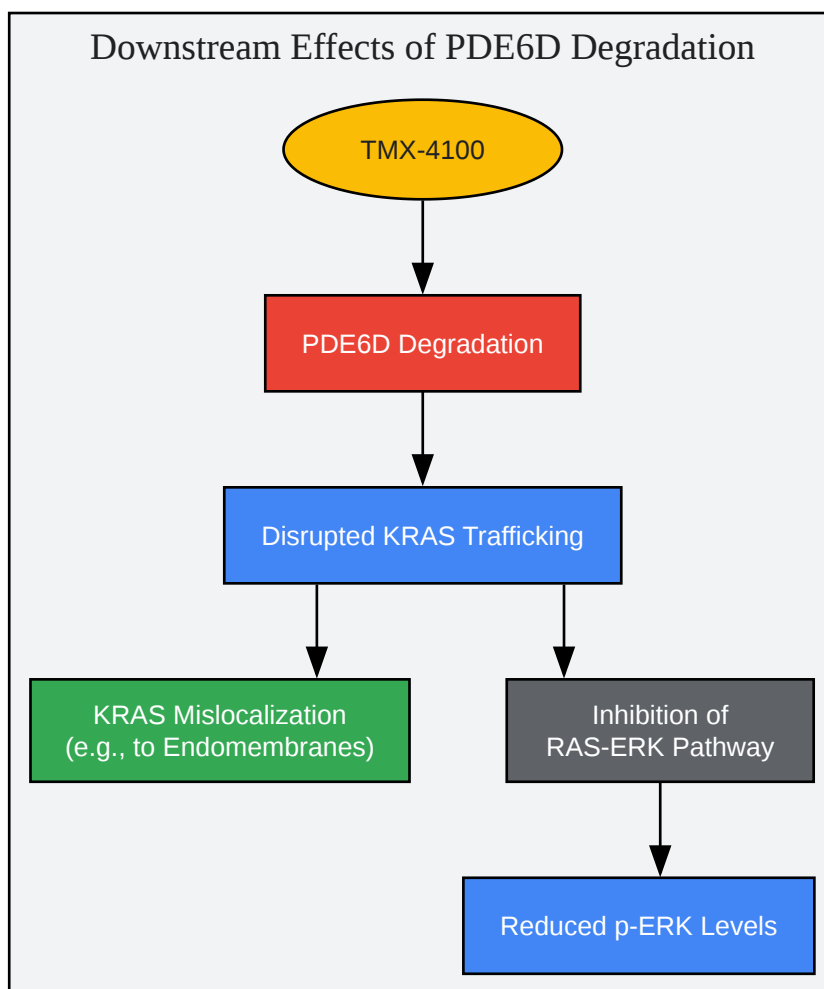 Downstream Effects of PDE6D Degradation
TMX-4100
PDE6D Degradation
Disrupted KRAS Trafficking
KRAS Mislocalization
(e.g., to Endomembranes)
Inhibition of
RAS-ERK Pathway
Reduced p-ERK Levels